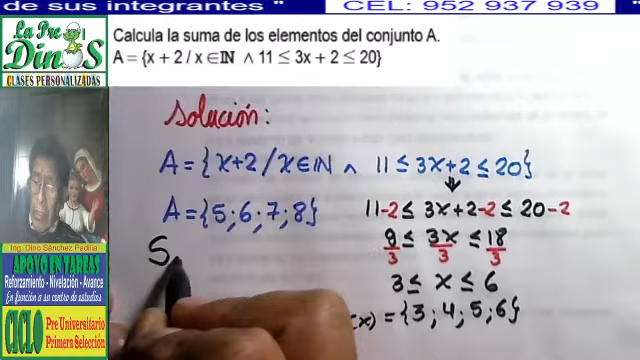 de sus integrantes "
CEL: 952 937 939
La Pre
DinoS
CLASES PERSONALIZADAS
Calcula la suma de los elementos del conjunto A.
A = {x + 2 / x ∈ IN ∧ 11 ≤ 3x + 2 ≤ 20}
Solución:
A = { x+2 / x ∈ IN ∧ 11 ≤ 3x+2 ≤ 20}
A = {5; 6; 7; 8}
11-2 ≤ 3x+2-2 ≤ 20-2
9/3 ≤ 3x/3 ≤ 18/3
3 ≤ x ≤ 6
(x) = {3; 4; 5; 6}
S
Ing. Dino Sánchez Padilla
APOYO EN TAREAS
Reforzamiento - Nivelación - Avance
En función a su centro de estudios
CICLO
Pre Universitario
Primera Selección